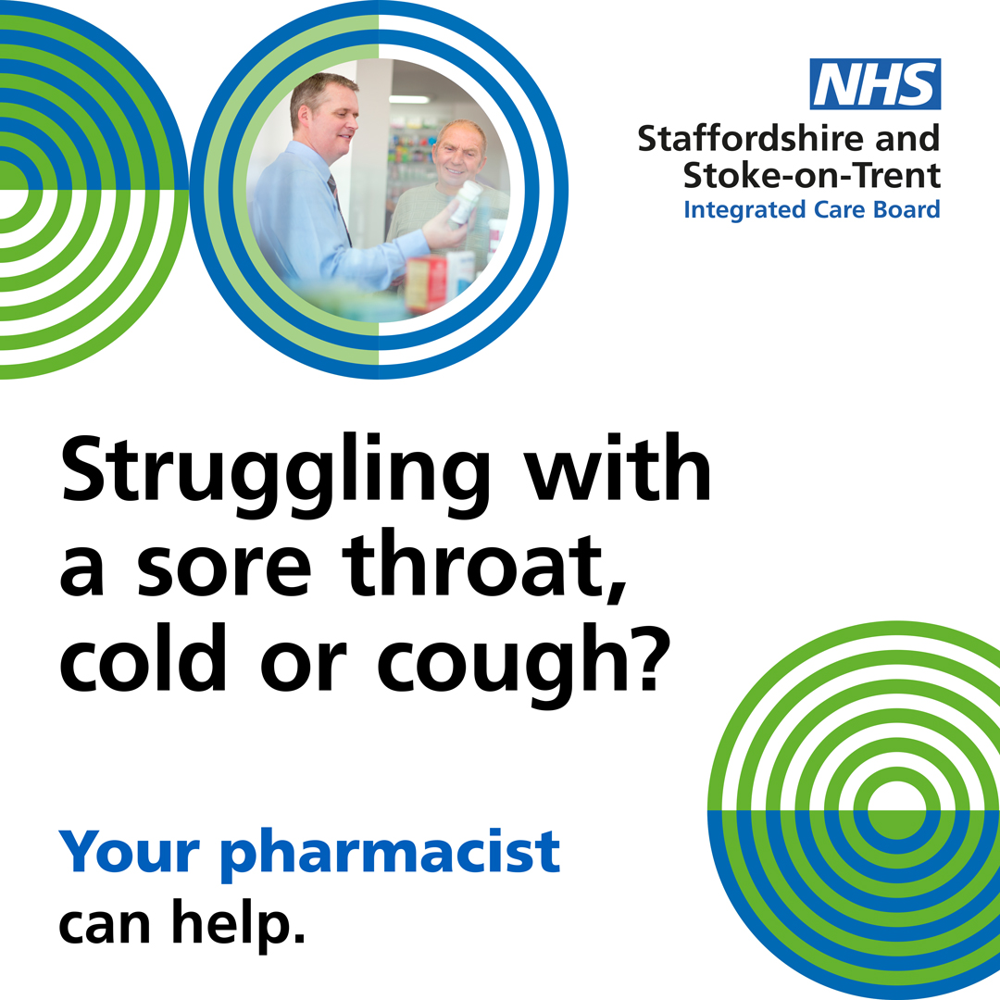 NHS
Staffordshire and
Stoke-on-Trent
Integrated Care Board
Struggling with
a sore throat,
cold or cough?
Your pharmacist
can help.